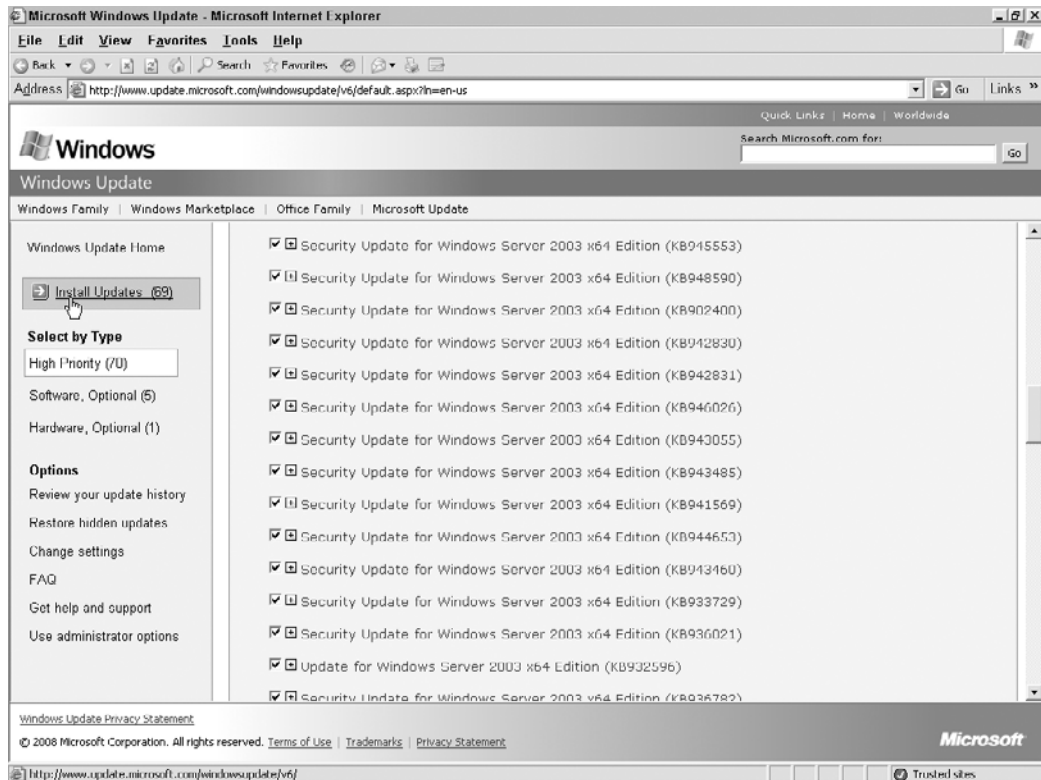 Microsoft Windows Update - Microsoft Internet Explorer
File Edit View Favorites Tools Help
Back Search Favorites
Address http://www.update.microsoft.com/windowsupdate/v6/default.aspx?ln=en-us Go Links »
Quick Links | Home | Worldwide
Windows
Search Microsoft.com for:
Go
Windows Update
Windows Family | Windows Marketplace | Office Family | Microsoft Update
Windows Update Home
Install Updates (69)
Select by Type
High Priority (70)
Software, Optional (5)
Hardware, Optional (1)
Options
Review your update history
Restore hidden updates
Change settings
FAQ
Get help and support
Use administrator options
Security Update for Windows Server 2003 x64 Edition (KB945553)
Security Update for Windows Server 2003 x64 Edition (KB948590)
Security Update for Windows Server 2003 x64 Edition (KB902400)
Security Update for Windows Server 2003 x64 Edition (KB942830)
Security Update for Windows Server 2003 x64 Edition (KB942831)
Security Update for Windows Server 2003 x64 Edition (KB946026)
Security Update for Windows Server 2003 x64 Edition (KB943055)
Security Update for Windows Server 2003 x64 Edition (KB943485)
Security Update for Windows Server 2003 x64 Edition (KB941569)
Security Update for Windows Server 2003 x64 Edition (KB944653)
Security Update for Windows Server 2003 x64 Edition (KB943460)
Security Update for Windows Server 2003 x64 Edition (KB933729)
Security Update for Windows Server 2003 x64 Edition (KB936021)
Update for Windows Server 2003 x64 Edition (KB932596)
Security Update for Windows Server 2003 x64 Edition (KB936782)
Windows Update Privacy Statement
© 2008 Microsoft Corporation. All rights reserved. Terms of Use | Trademarks | Privacy Statement
Microsoft
http://www.update.microsoft.com/windowsupdate/v6/ Trusted sites